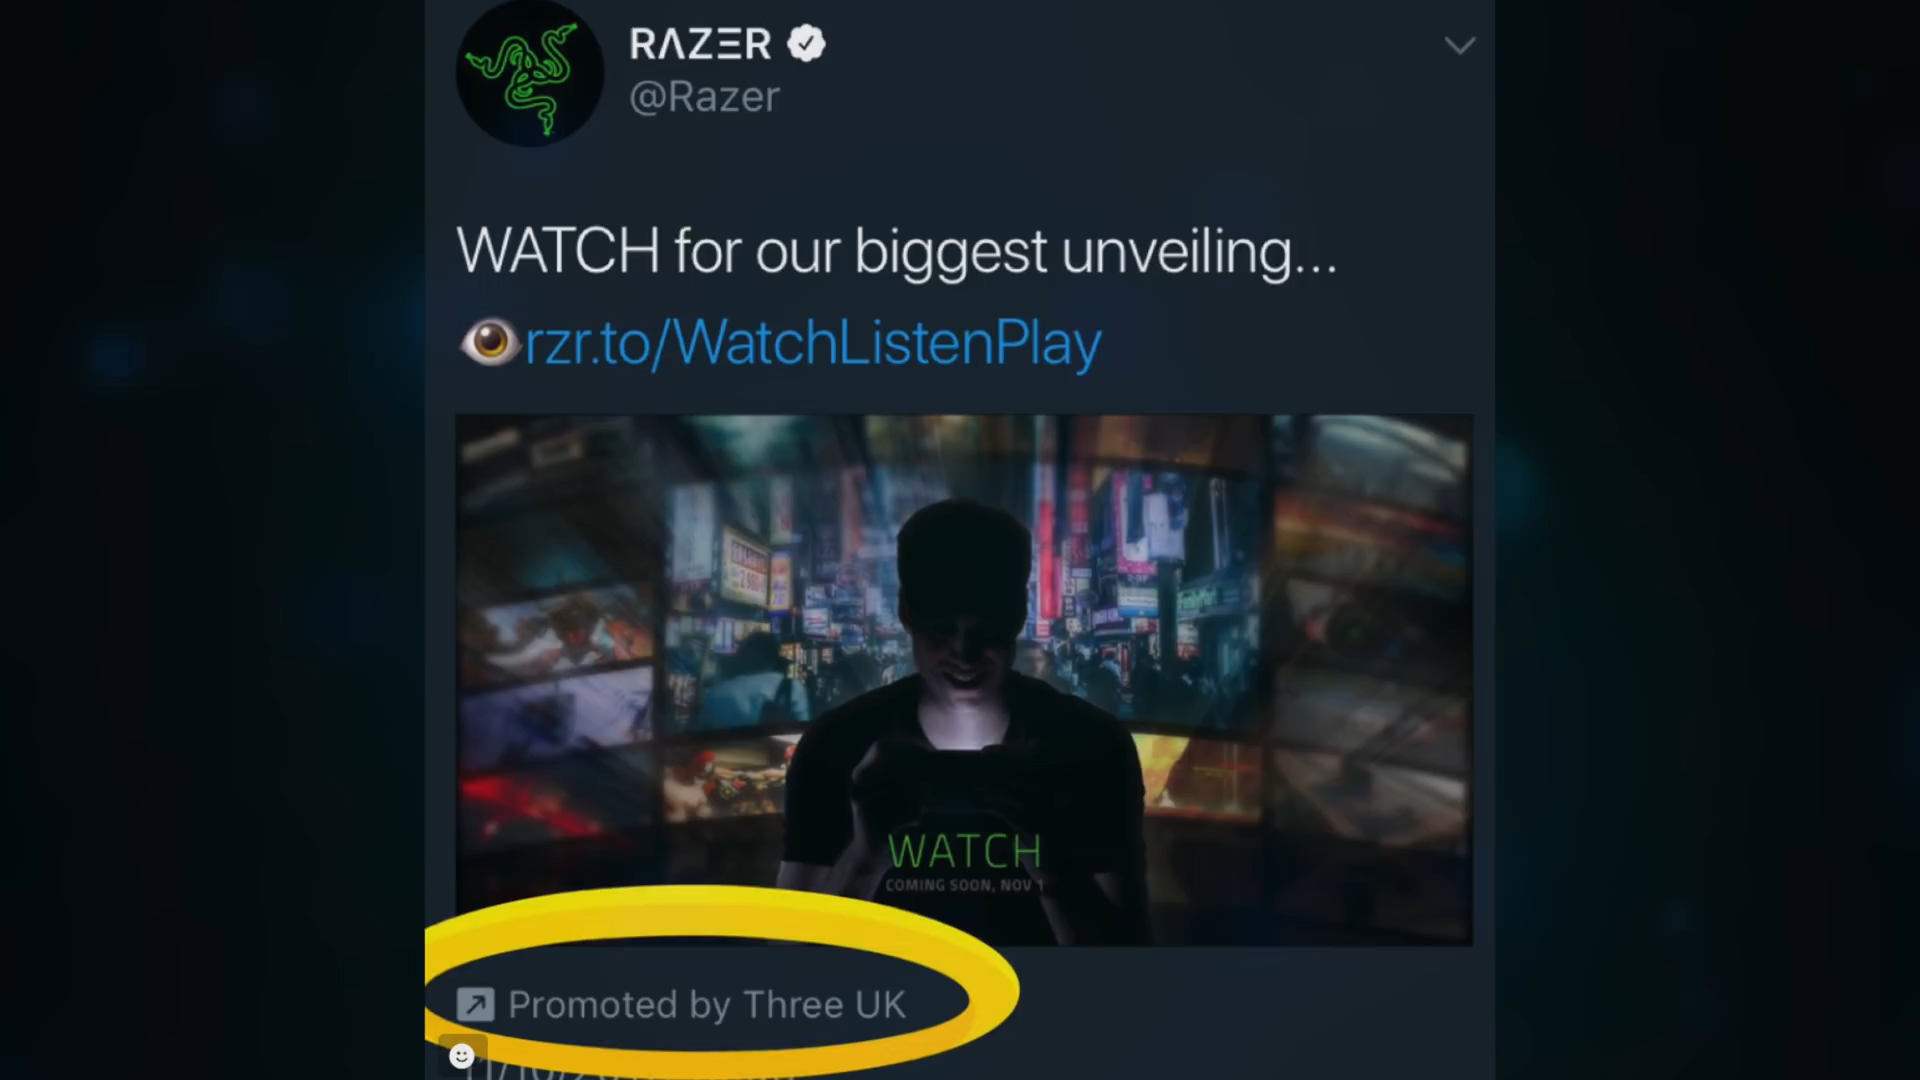 RAZER
@Razer
WATCH for our biggest unveiling...
rzr.to/WatchListenPlay
WATCH
COMING SOON, NOV 1
Promoted by Three UK